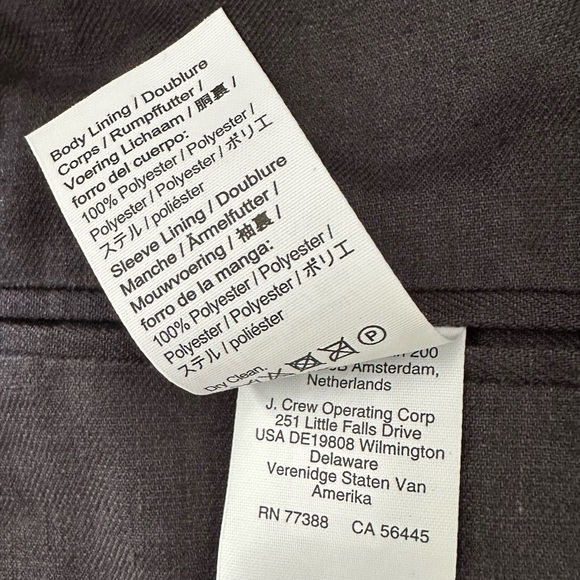 Body Lining / Doublure
Corps / Rumpffutter /
Voering Lichaam / 胴裏 /
forro del cuerpo:
100% Polyester / Polyester /
Polyester / Polyester / ポリエ
ステル / poliéster
Sleeve Lining / Doublure
Manche / Ärmelfutter /
Mouwvoering / 袖裏 /
forro de la manga:
100% Polyester / Polyester /
Polyester / Polyester / ポリエ
ステル / poliéster
Dry Clean.
P
200
Amsterdam,
Netherlands
J. Crew Operating Corp
251 Little Falls Drive
USA DE19808 Wilmington
Delaware
Verenidge Staten Van
Amerika
RN 77388 CA 56445